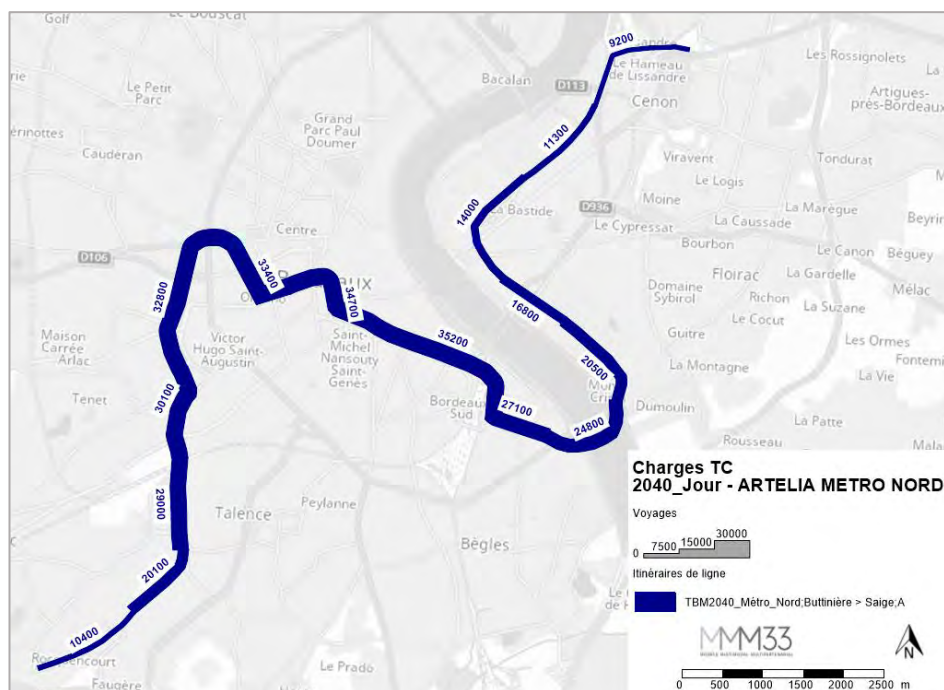 Golf
Le Bouscat
9200
Le Hameau
de Lissandre
Les Rossignolets
Le Petit
Parc
Bacalan
D113
Cenon
Artigues-
près-Bordeaux
Grand
Parc Paul
Doumer
11300
Cauderan
Viravent
Tondurat
Le Logis
Moine
14000
La Bastide
D936
La Marègue
Le Cypressat
La Caussade
Centre
D106
Bourbon
Le Canon
Béguey
33400
Floirac
La Gardelle
Mélac
34700
Domaine
Sybirol
Richon
La Suzane
32800
16800
Le Cocut
Maison
Carrée
Arlac
Victor
Hugo Saint-
Augustin
Saint-
Michel
Nansouty
Saint-
Genès
35200
Guitre
Les Ormes
La Montagne
La Vie
20500
Tenet
30100
Bordeaux
Sud
27100
Dumoulin
La Patte
24800
Rousseau
29000
Talence
Peylanne
Bègles
20100
10400
Rocquencourt
Le Prado
Faugère
Charges TC
2040_Jour - ARTELIA METRO NORD
Voyages
0 7500 15000 30000
Itinéraires de ligne
TBM2040_Métro_Nord;Buttinière > Saige;A
MMM33
N
0 500 1000 1500 2000 2500 m